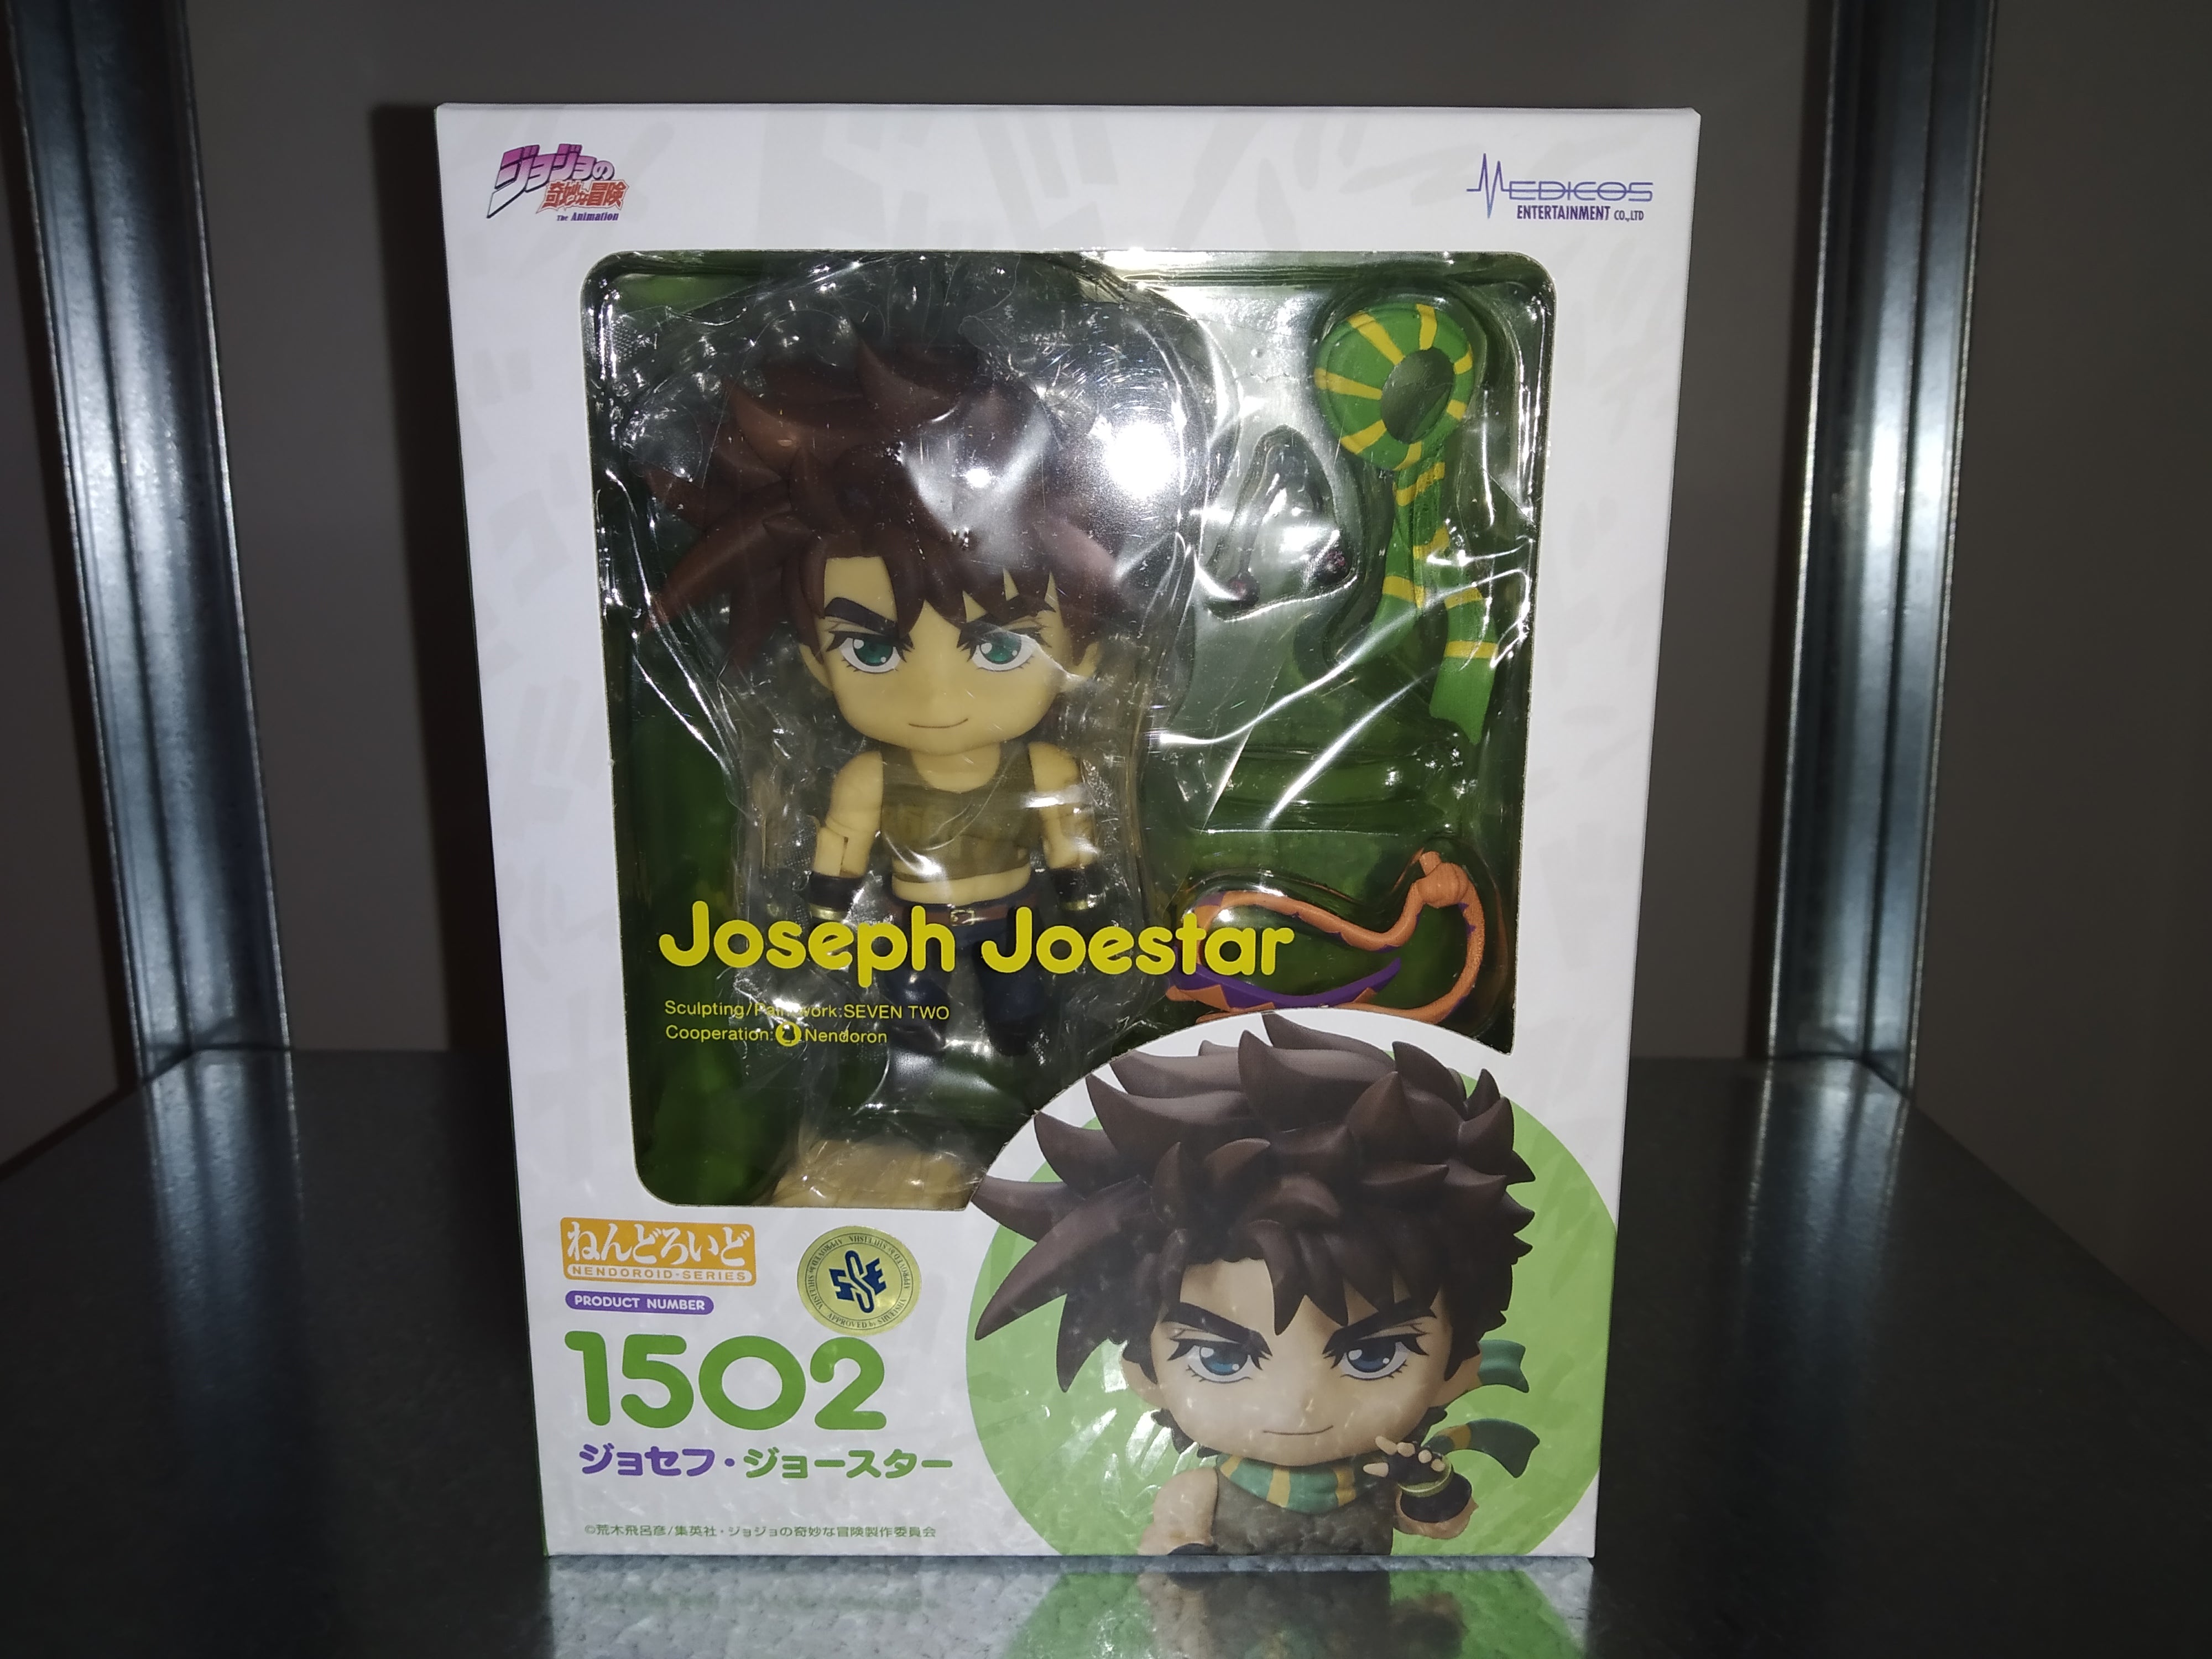 ジョジョの
奇妙な冒険
The Animation
MEDICOS
ENTERTAINMENT CO.,LTD
Joseph Joestar
Sculpting/Paintwork:SEVEN TWO
Cooperation: Nendoron
ねんどろいど
NENDOROID·SERIES
PRODUCT NUMBER
1502
ジョセフ・ジョースター
©荒木飛呂彦/集英社・ジョジョの奇妙な冒険製作委員会
APPROVED by SHUEISHA